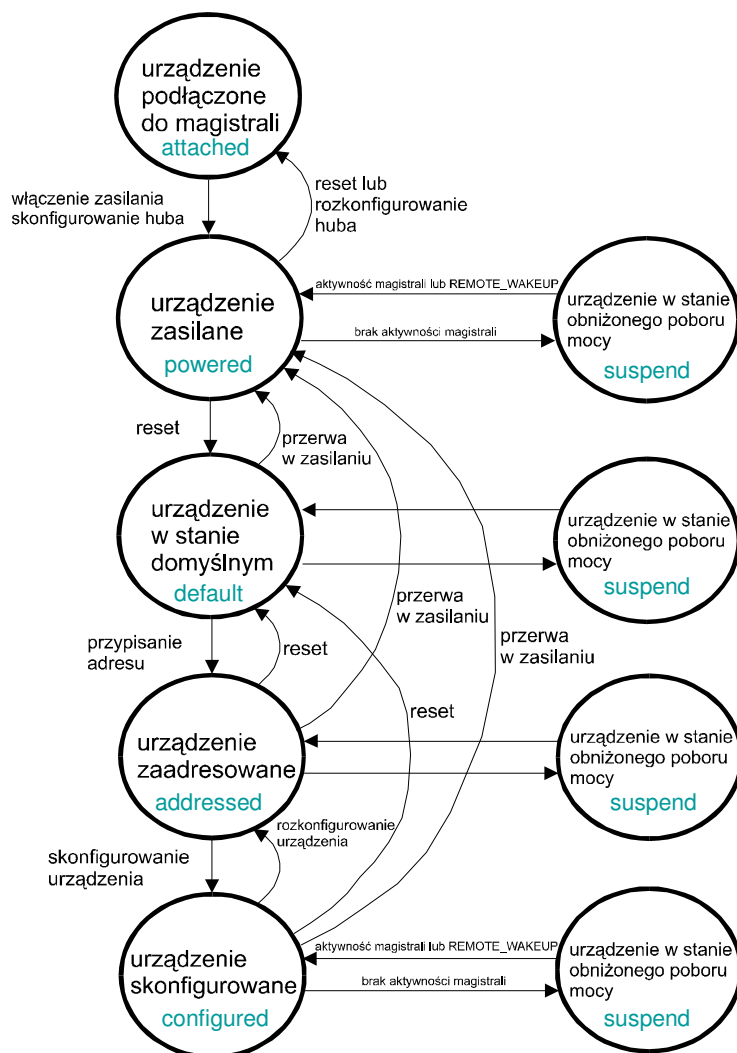 urządzenie
podłączone
do magistrali
attached
włączenie zasilania
skonfigurowanie huba
reset lub
rozkonfigurowanie
huba
urządzenie
zasilane
powered
aktywność magistrali lub REMOTE_WAKEUP
brak aktywności magistrali
urządzenie w stanie
obniżonego poboru
mocy
suspend
reset
przerwa
w zasilaniu
urządzenie
w stanie
domyślnym
default
urządzenie w stanie
obniżonego poboru
mocy
suspend
przypisanie
adresu
reset
przerwa
w zasilaniu
przerwa
w zasilaniu
reset
urządzenie
zaadresowane
addressed
urządzenie w stanie
obniżonego poboru
mocy
suspend
skonfigurowanie
urządzenia
rozkonfigurowanie
urządzenia
urządzenie
skonfigurowane
configured
aktywność magistrali lub REMOTE_WAKEUP
brak aktywności magistrali
urządzenie w stanie
obniżonego poboru
mocy
suspend